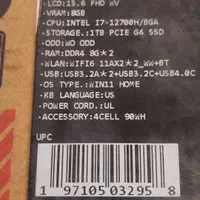 ·LCD:15.6 FHD WV
·VRAM:8GB
·CPU:INTEL I7-12700H/BGA
·STORAGE.:1TB PCIE G4 SSD
·ODD:WO ODD
·RAM:DDR4 8G*2
·WLAN:WIFI6 11AX2*2_WW+BT
·USB:USB3.2A*2+USB3.2C+USB4.0C
·OS TYPE.:WIN11 HOME
·KB LANGUAGE:US
·POWER CORD.:UL
·ACCESSORY:4CELL 90WH
UPC
1 97105 03295 8